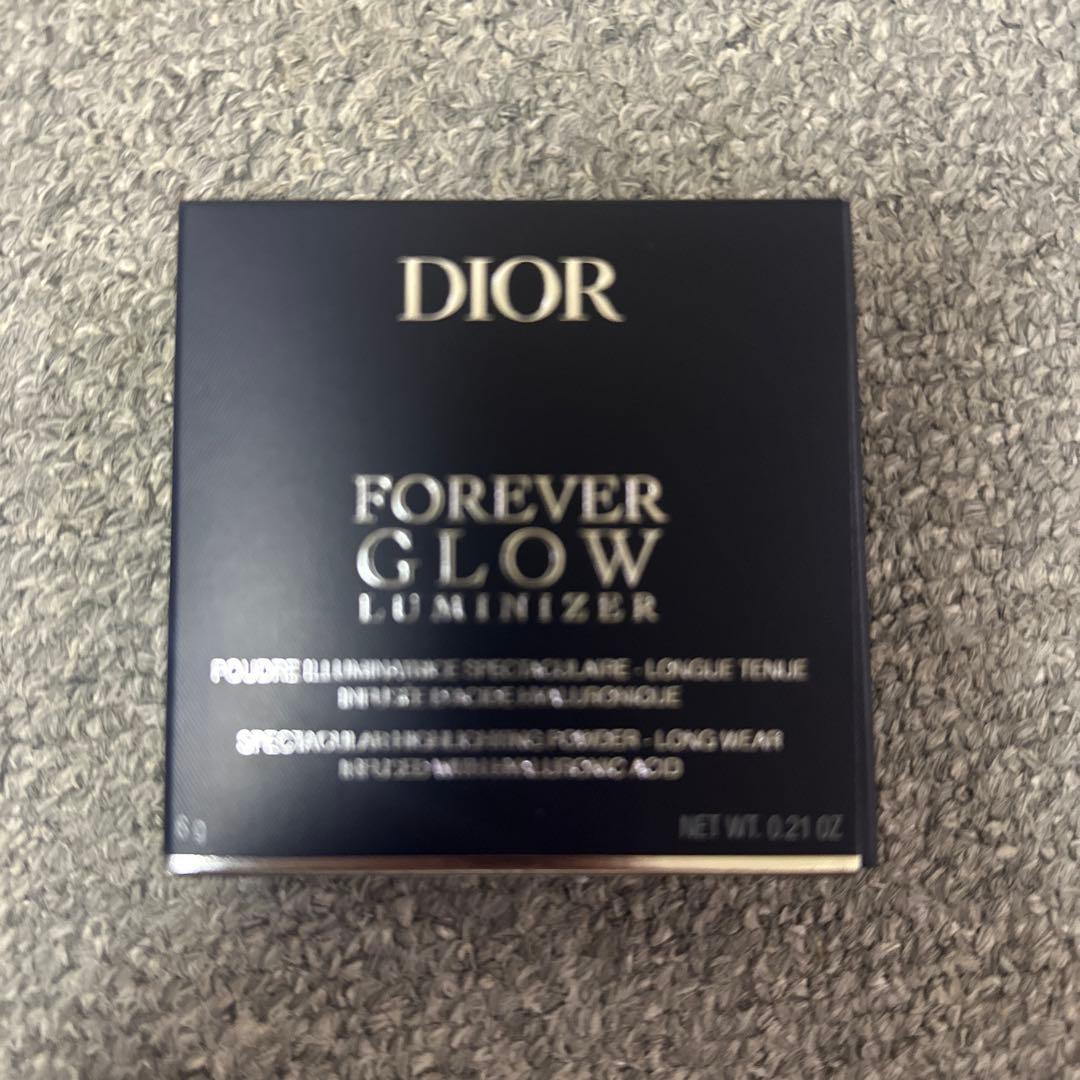 DIOR
FOREVER
GLOW
LUMINIZER
POUDRE ILLUMINATRICE SPECTACULAIRE - LONGUE TENUE
INFUSÉE D'ACIDE HYALURONIQUE
SPECTACULAR HIGHLIGHTING POWDER - LONG WEAR
INFUSED WITH HYALURONIC ACID
6 g
NET WT. 0.21 OZ